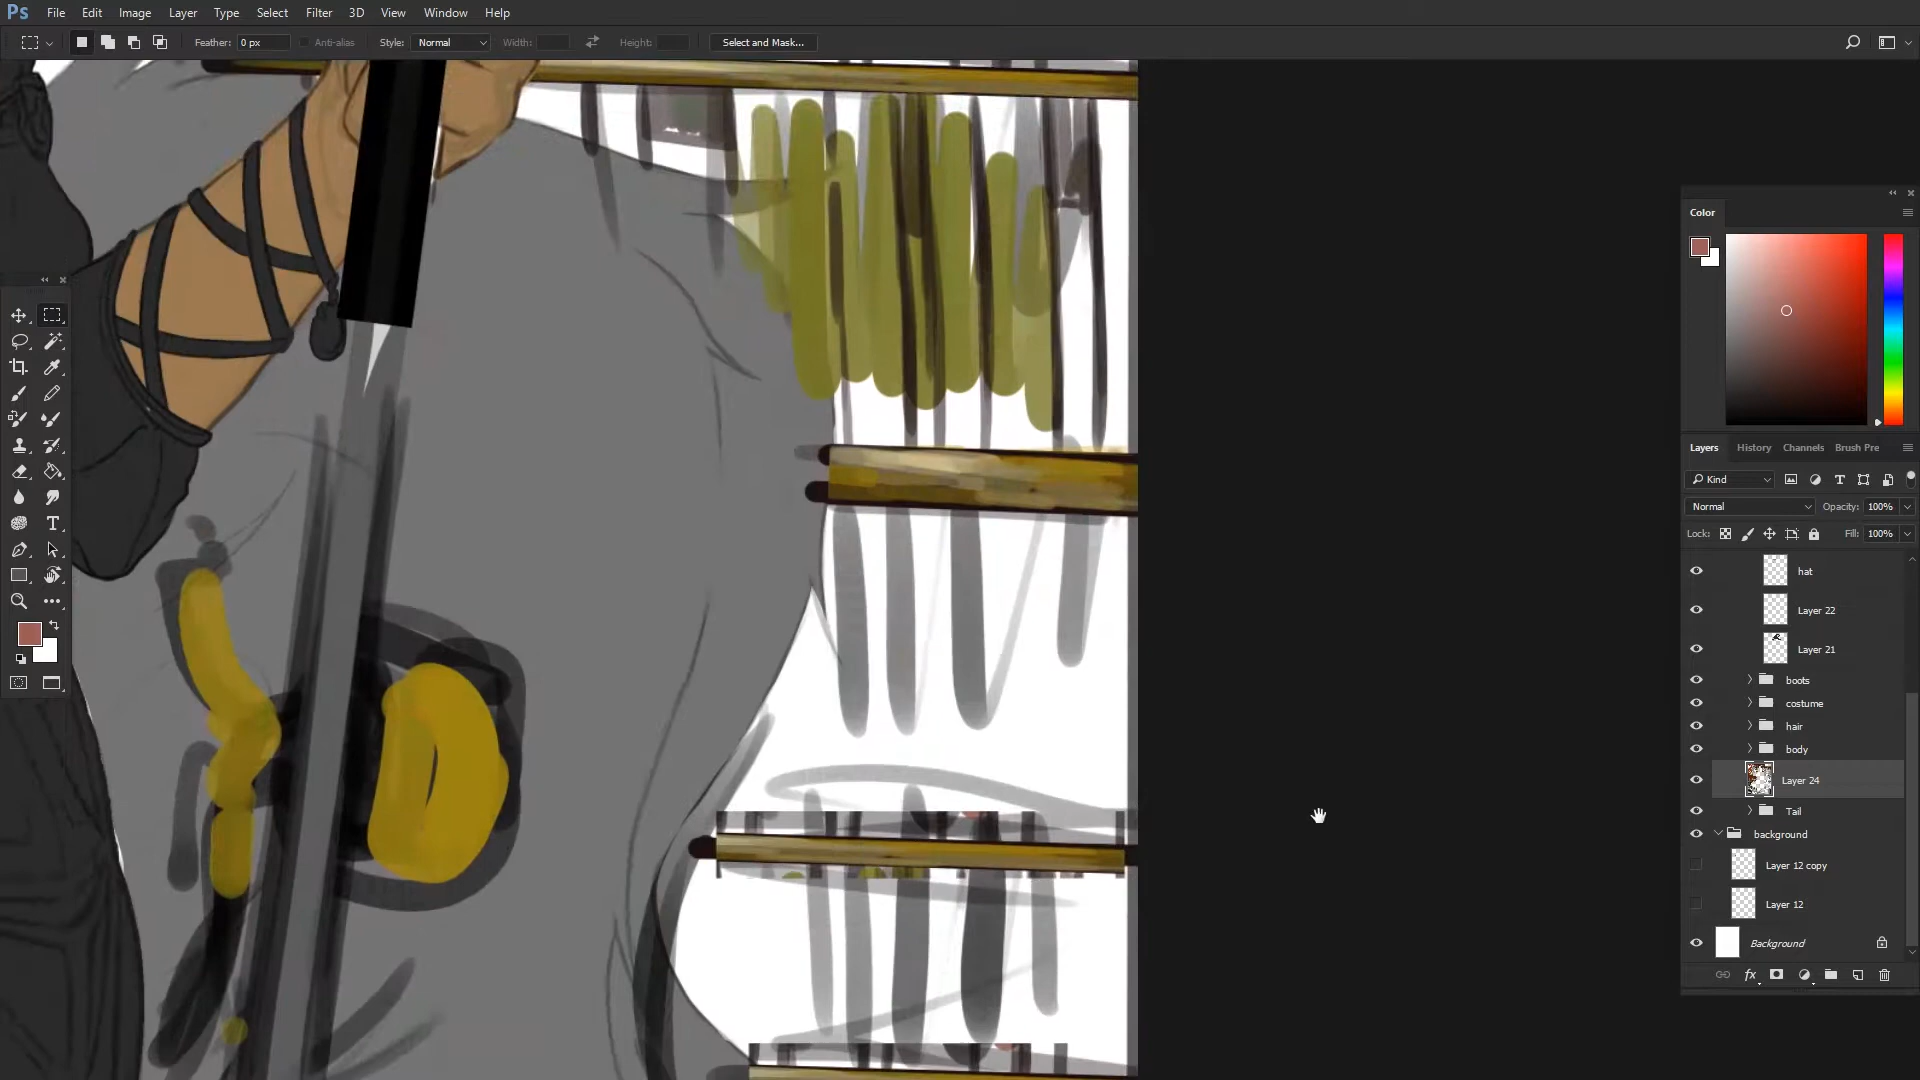 Ps File Edit Image Layer Type Select Filter 3D View Window Help
Feather: 0 px Anti-alias Style: Normal Width: Height: Select and Mask...
Color
Layers History Channels Brush Pre
Kind
Normal Opacity: 100%
Lock: Fill: 100%
hat
Layer 22
Layer 21
boots
costume
hair
body
Layer 24
Tail
background
Layer 12 copy
Layer 12
Background